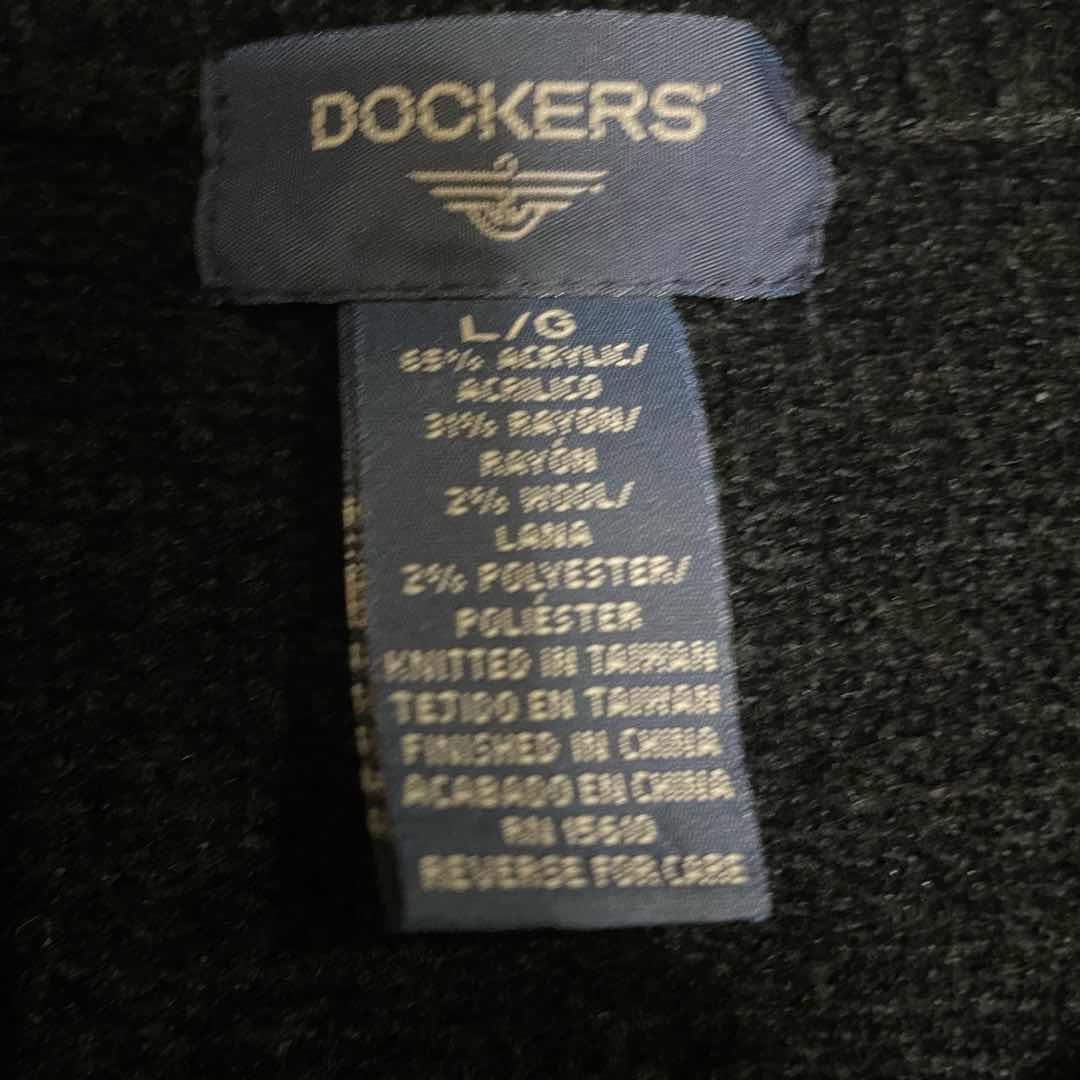 DOCKERS
L/G
65% ACRYLIC/
ACRILICO
31% RAYON/
RAYÓN
2% WOOL/
LANA
2% POLYESTER/
POLIÉSTER
KNITTED IN TAIWAN
TEJIDO EN TAIWAN
FINISHED IN CHINA
ACABADO EN CHINA
RN 15610
REVERSE FOR CARE